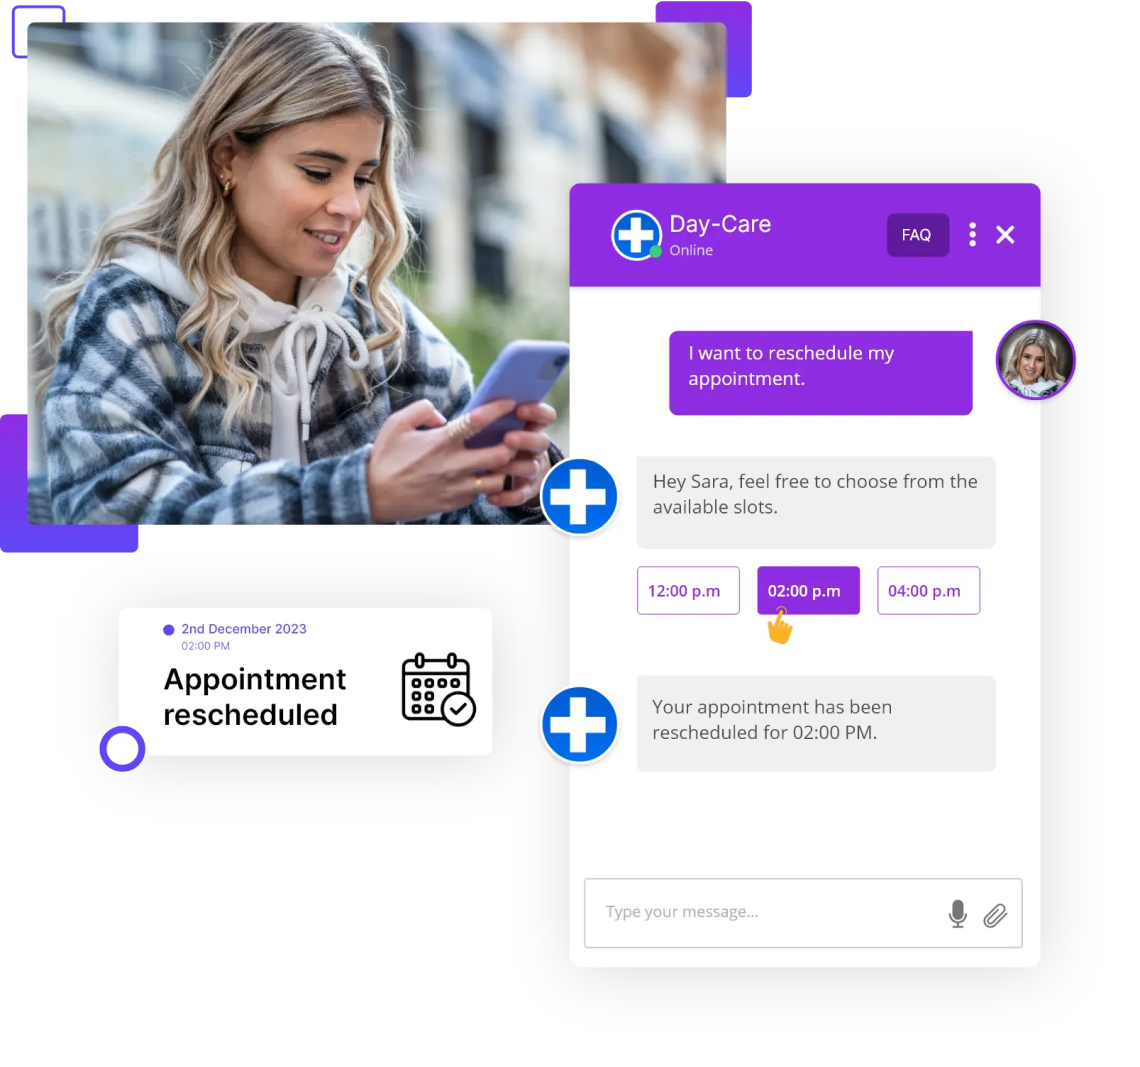 Day-Care
Online
FAQ
I want to reschedule my
appointment.
Hey Sara, feel free to choose from the
available slots.
12:00 p.m
02:00 p.m
04:00 p.m
Your appointment has been
rescheduled for 02:00 PM.
Type your message...
2nd December 2023
02:00 PM
Appointment
rescheduled